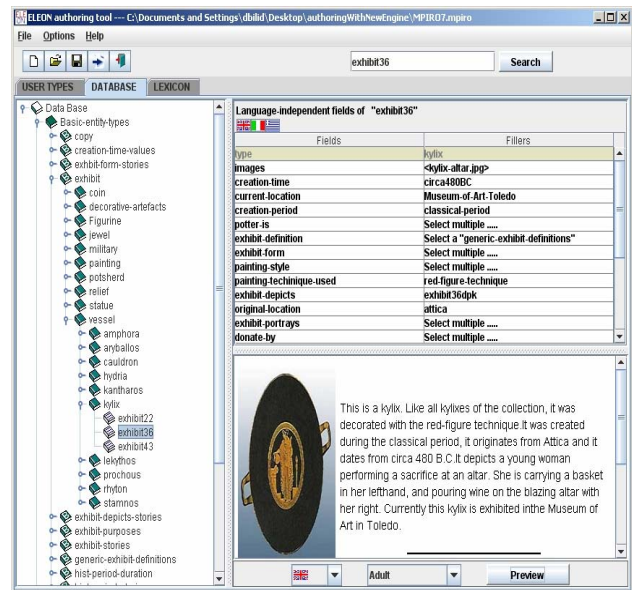 ELEON authoring tool --- C:\Documents and Settings\dbilid\Desktop\authoringWithNewEngine\MPIRO7.mpiro
File Options Help
exhibit36 Search
USER TYPES DATABASE LEXICON
Data Base
Basic-entity-types
copy
creation-time-values
exhbit-form-stories
exhibit
coin
decorative-artefacts
Figurine
jewel
military
painting
potsherd
relief
statue
vessel
amphora
aryballos
cauldron
hydria
kantharos
kylix
exhibit22
exhibit36
exhibit43
lekythos
prochous
rhyton
stamnos
exhibit-depicts-stories
exhibit-purposes
exhibit-stories
generic-exhibit-definitions
hist-period-duration
Language-independent fields of "exhibit36"
Fields Fillers
type kylix
images <kylix-altar.jpg>
creation-time circa480BC
current-location Museum-of-Art-Toledo
creation-period classical-period
potter-is Select multiple .....
exhibit-definition Select a "generic-exhibit-definitions"
exhibit-form Select multiple .....
painting-style Select multiple .....
painting-techinique-used red-figure-technique
exhibit-depicts exhibit36dpk
original-location attica
exhibit-portrays Select multiple .....
donate-by Select multiple .....
This is a kylix. Like all kylixes of the collection, it was
decorated with the red-figure technique.It was created
during the classical period, it originates from Attica and it
dates from circa 480 B.C.It depicts a young woman
performing a sacrifice at an altar. She is carrying a basket
in her lefthand, and pouring wine on the blazing altar with
her right. Currently this kylix is exhibited inthe Museum of
Art in Toledo.
Adult Preview